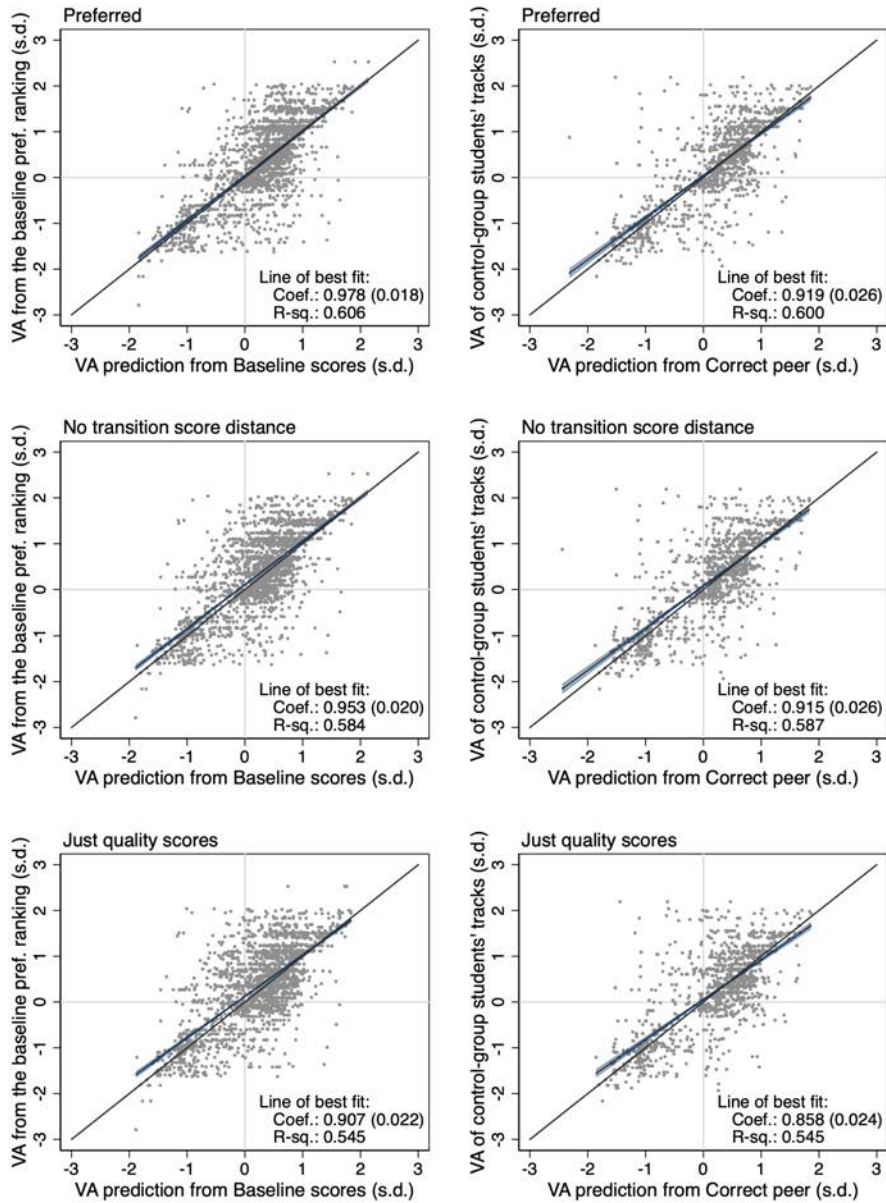 Preferred
VA from the baseline pref. ranking (s.d.)
3
2
1
0
-1
-2
-3
Line of best fit:
Coef.: 0.978 (0.018)
R-sq.: 0.606
-3 -2 -1 0 1 2 3
VA prediction from Baseline scores (s.d.)
Preferred
VA of control-group students' tracks (s.d.)
3
2
1
0
-1
-2
-3
Line of best fit:
Coef.: 0.919 (0.026)
R-sq.: 0.600
-3 -2 -1 0 1 2 3
VA prediction from Correct peer (s.d.)
No transition score distance
VA from the baseline pref. ranking (s.d.)
3
2
1
0
-1
-2
-3
Line of best fit:
Coef.: 0.953 (0.020)
R-sq.: 0.584
-3 -2 -1 0 1 2 3
VA prediction from Baseline scores (s.d.)
No transition score distance
VA of control-group students' tracks (s.d.)
3
2
1
0
-1
-2
-3
Line of best fit:
Coef.: 0.915 (0.026)
R-sq.: 0.587
-3 -2 -1 0 1 2 3
VA prediction from Correct peer (s.d.)
Just quality scores
VA from the baseline pref. ranking (s.d.)
3
2
1
0
-1
-2
-3
Line of best fit:
Coef.: 0.907 (0.022)
R-sq.: 0.545
-3 -2 -1 0 1 2 3
VA prediction from Baseline scores (s.d.)
Just quality scores
VA of control-group students' tracks (s.d.)
3
2
1
0
-1
-2
-3
Line of best fit:
Coef.: 0.858 (0.024)
R-sq.: 0.545
-3 -2 -1 0 1 2 3
VA prediction from Correct peer (s.d.)